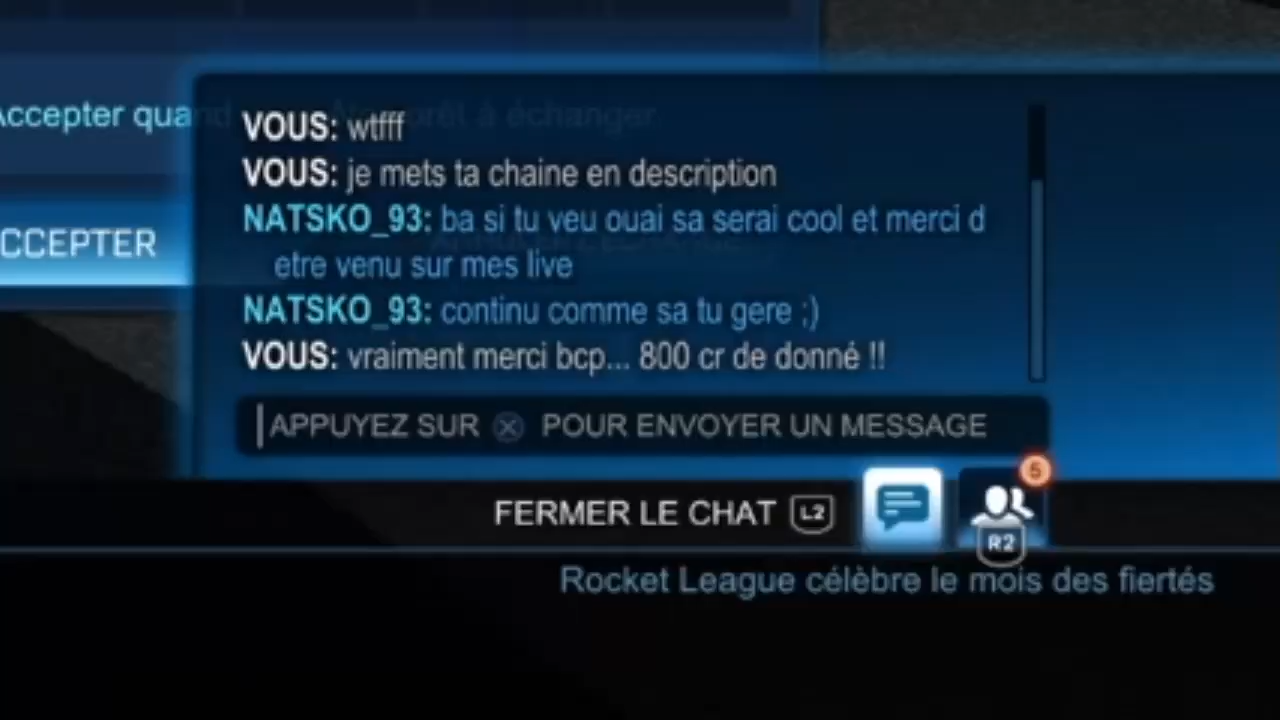 Accepter quand
VOUS: wtfff
VOUS: je mets ta chaine en description
NATSKO_93: ba si tu veu ouai sa serai cool et merci d
etre venu sur mes live
CCEPTER
NATSKO_93: continu comme sa tu gere ;)
VOUS: vraiment merci bcp... 800 cr de donné !!
APPUYEZ SUR POUR ENVOYER UN MESSAGE
5
FERMER LE CHAT L2
R2
Rocket League célèbre le mois des fiertés